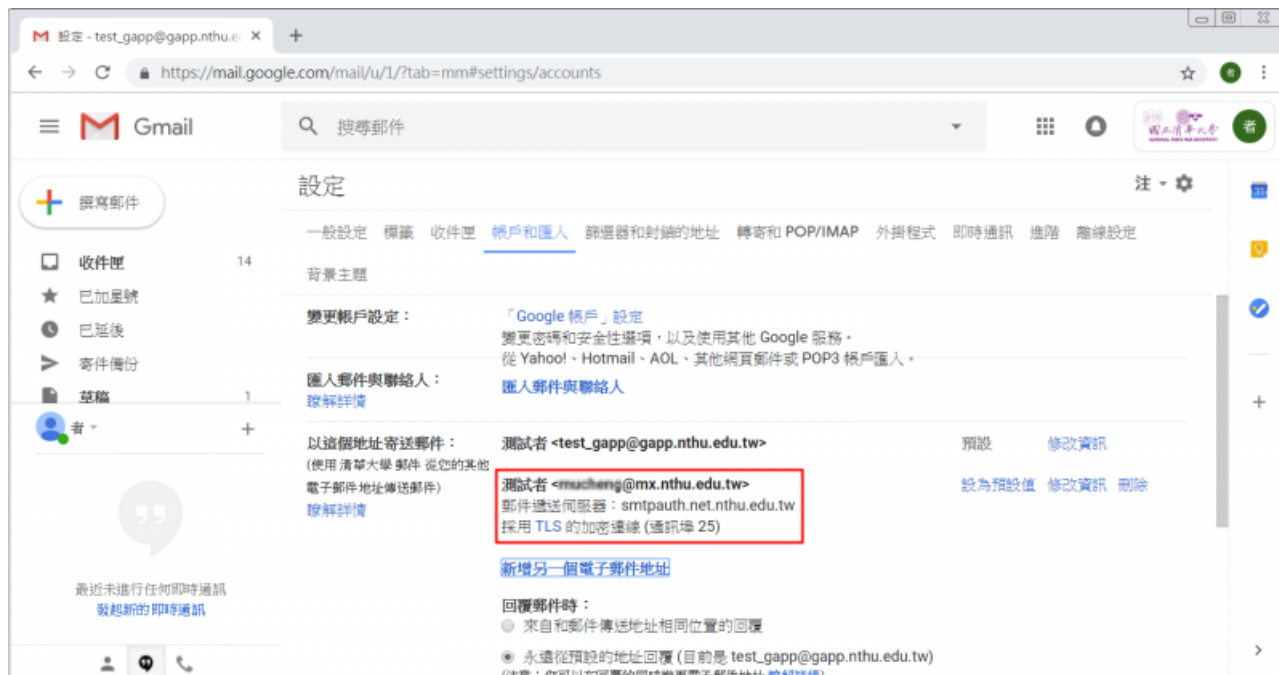 設定 - test_gapp@gapp.nthu.ec
https://mail.google.com/mail/u/1/?tab=mm#settings/accounts
者
Gmail
搜尋郵件
國立清華大學
者
撰寫郵件
設定
注
31
一般設定 標籤 收件匣 帳戶和匯入 篩選器和封鎖的地址 轉寄和 POP/IMAP 外掛程式 即時通訊 進階 離線設定
背景主題
收件匣 14
已加星號
已延後
寄件備份
草稿 1
者
變更帳戶設定：
「Google 帳戶」設定
變更密碼和安全性選項，以及使用其他 Google 服務。
匯入郵件與聯絡人：
瞭解詳情
從 Yahoo!、Hotmail、AOL、其他網頁郵件或 POP3 帳戶匯入。
匯入郵件與聯絡人
以這個地址寄送郵件：
(使用 清華大學 郵件 從您的其他
電子郵件地址傳送郵件)
瞭解詳情
測試者 <test_gapp@gapp.nthu.edu.tw>
預設 修改資訊
測試者 <@mx.nthu.edu.tw>
郵件遞送伺服器：smtpauth.net.nthu.edu.tw
採用 TLS 的加密連線 (通訊埠 25)
設為預設值 修改資訊 刪除
新增另一個電子郵件地址
回覆郵件時：
來自和郵件傳送地址相同位置的回覆
永遠從預設的地址回覆 (目前是 test_gapp@gapp.nthu.edu.tw)
最近未進行任何即時通訊
發起新的即時通訊